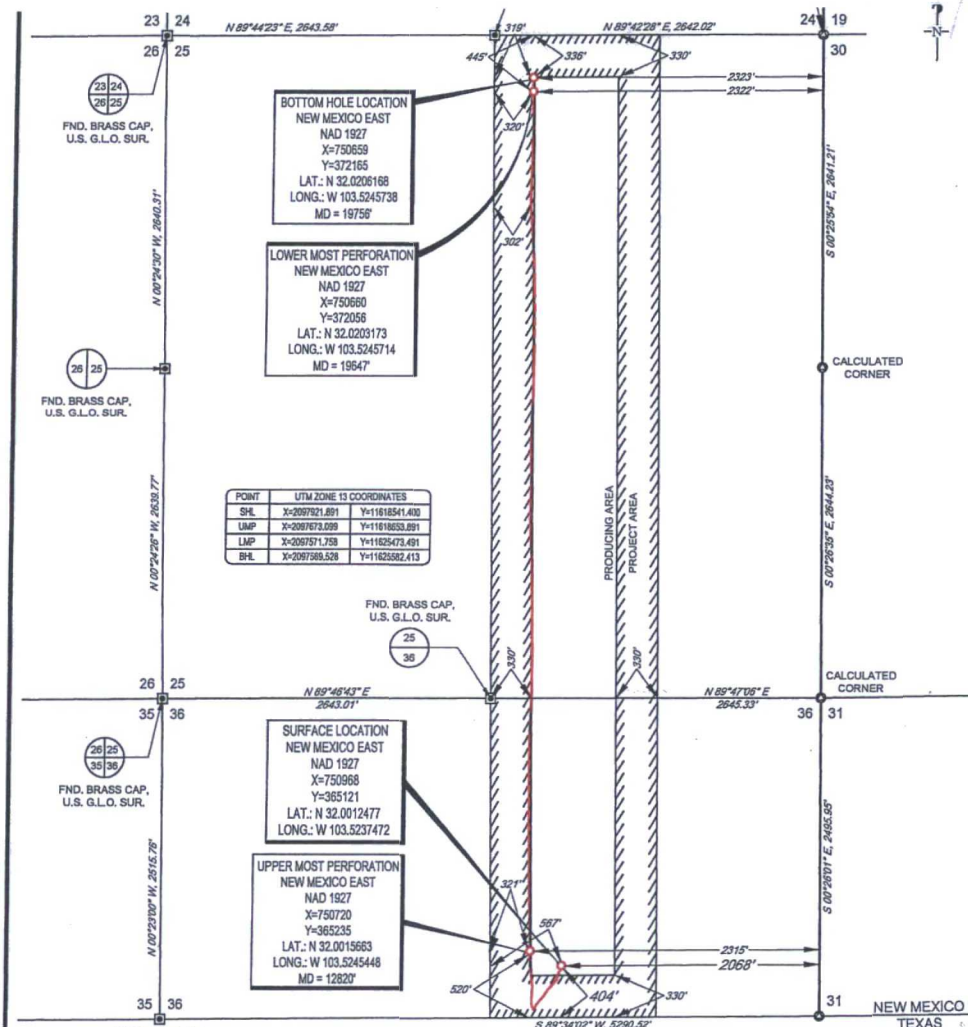 23 24
N 89°44'23" E, 2643.58'
319'
N 89°42'28" E, 2642.02'
24 19
26 25
30
-N-
445'
336'
330'
2323'
2322'
23 24
26 25
FND. BRASS CAP,
U.S. G.L.O. SUR.
BOTTOM HOLE LOCATION
NEW MEXICO EAST
NAD 1927
X=750659
Y=372165
LAT.: N 32.0206168
LONG.: W 103.5245738
MD = 19756'
320'
302'
N 00°24'30" W, 2640.31'
S 00°25'54" E, 2641.21'
LOWER MOST PERFORATION
NEW MEXICO EAST
NAD 1927
X=750660
Y=372056
LAT.: N 32.0203173
LONG.: W 103.5245714
MD = 19647'
26 25
FND. BRASS CAP,
U.S. G.L.O. SUR.
CALCULATED
CORNER
POINT UTM ZONE 13 COORDINATES
SHL X=2097921.891 Y=11618541.400
UMP X=2097673.099 Y=11618653.891
LMP X=2097571.758 Y=11625473.491
BHL X=2097569.528 Y=11625582.413
N 00°24'26" W, 2639.77'
PRODUCING AREA
PROJECT AREA
S 00°26'35" E, 2644.23'
FND. BRASS CAP,
U.S. G.L.O. SUR.
25
36
330'
330'
26 25
N 89°46'43" E
2643.01'
N 89°47'06" E
2645.33'
CALCULATED
CORNER
35 36
36 31
26 25
35 36
FND. BRASS CAP,
U.S. G.L.O. SUR.
SURFACE LOCATION
NEW MEXICO EAST
NAD 1927
X=750968
Y=365121
LAT.: N 32.0012477
LONG.: W 103.5237472
UPPER MOST PERFORATION
NEW MEXICO EAST
NAD 1927
X=750720
Y=365235
LAT.: N 32.0015663
LONG.: W 103.5245448
MD = 12820'
N 00°23'00" W, 2515.76'
S 00°26'01" E, 2495.95'
321'
567'
2315'
2068'
520'
404'
330'
35 36
31
NEW MEXICO
S 89°34'02" W, 5290.52'
TEXAS